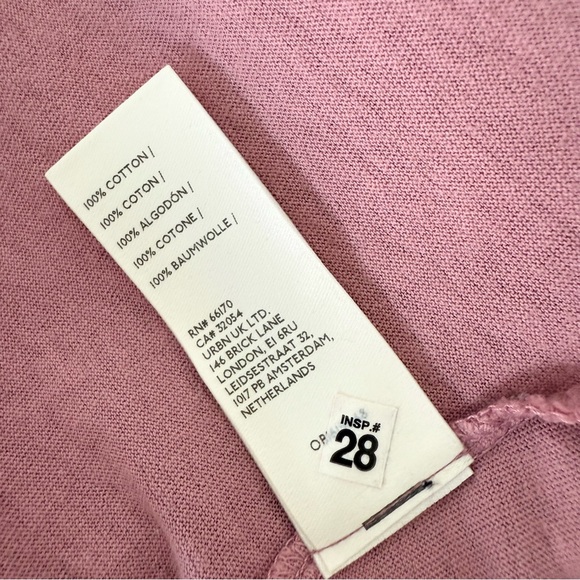 100% COTTON /
100% COTON /
100% ALGODÓN /
100% COTONE /
100% BAUMWOLLE /
RN# 66170
CA# 32054
URBN UK LTD.
146 BRICK LANE
LONDON, E1 6RU
LEIDSESTRAAT 32,
1017 PB AMSTERDAM,
NETHERLANDS
INSP.#
28